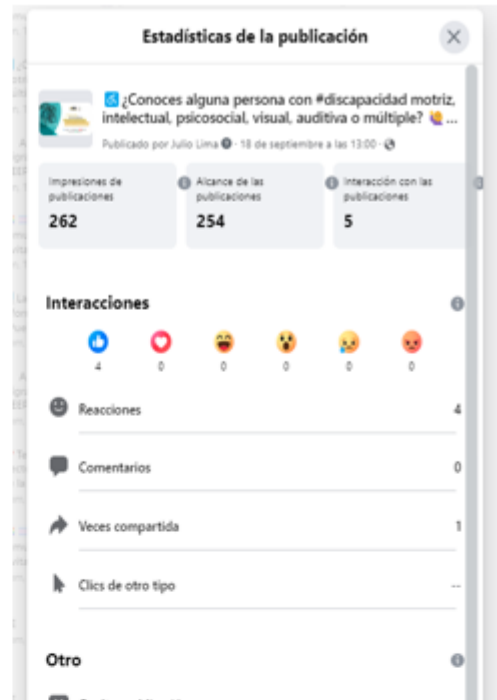 Estadísticas de la publicación
¿Conoces alguna persona con #discapacidad motriz,
intelectual, psicosocial, visual, auditiva o múltiple? ...
Publicado por Julio Lima · 18 de septiembre a las 13:00 ·
Impresiones de
publicaciones
262
Alcance de las
publicaciones
254
Interacción con las
publicaciones
5
Interacciones
4 0 0 0 0 0
Reacciones 4
Comentarios 0
Veces compartida 1
Clics de otro tipo --
Otro